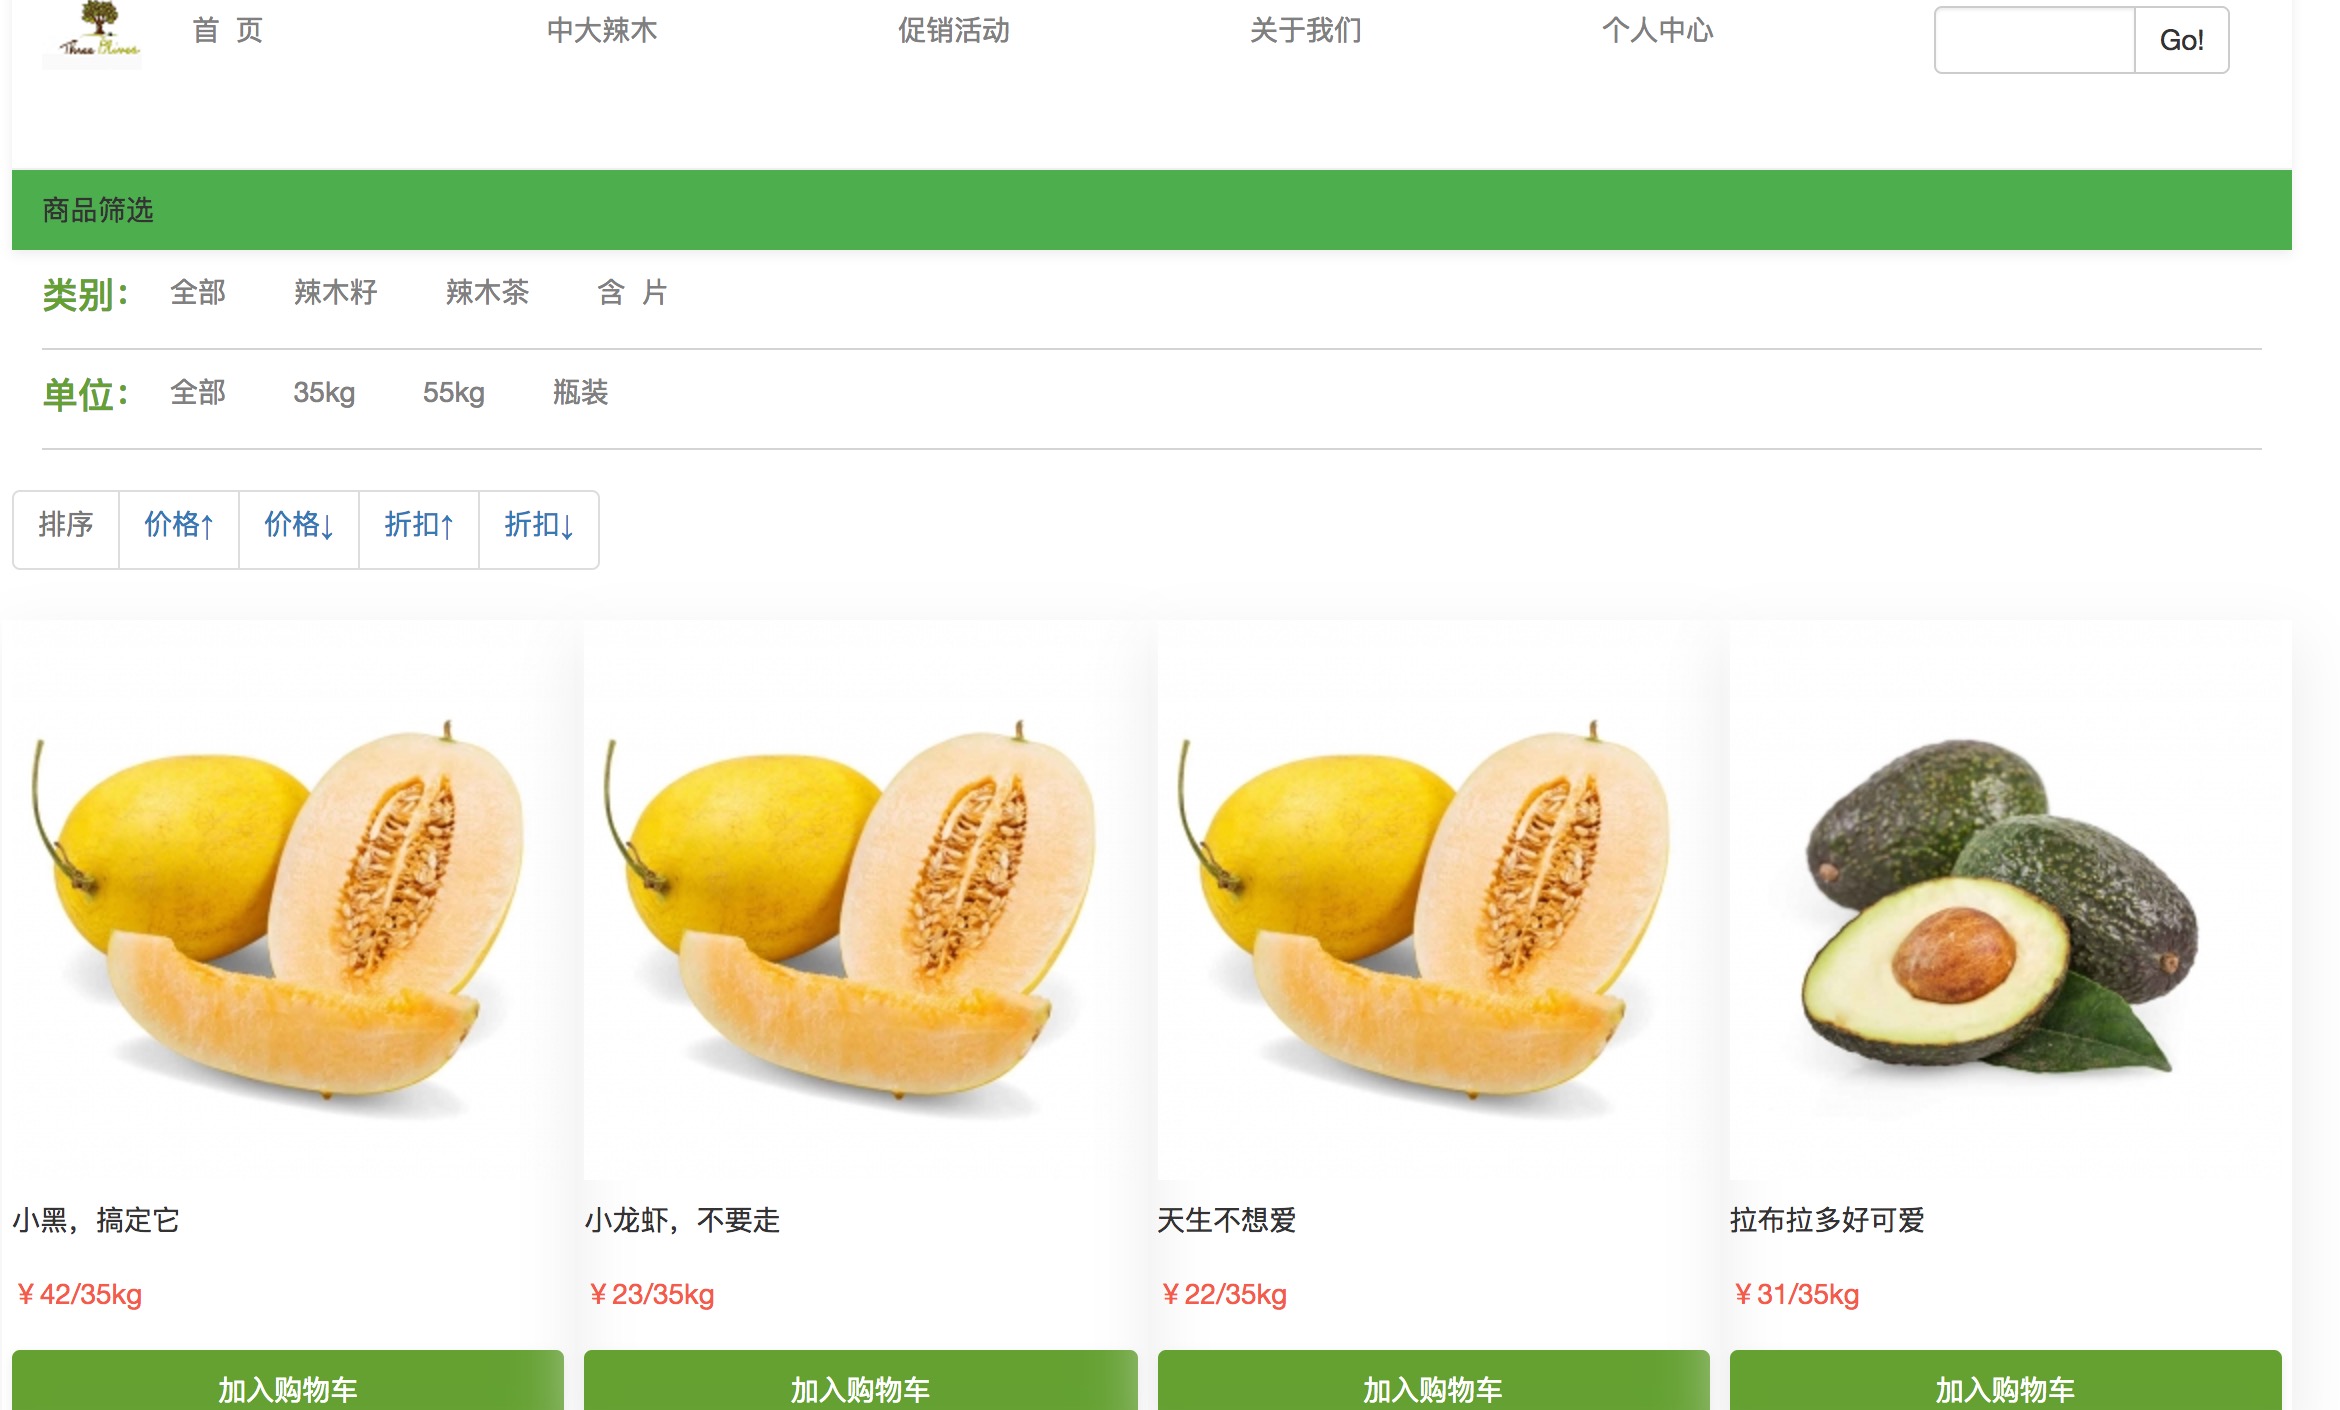 Three Olives
首 页 中大辣木 促销活动 关于我们 个人中心 Go!
商品筛选
类别： 全部 辣木籽 辣木茶 含 片
单位： 全部 35kg 55kg 瓶装
排序 价格↑ 价格↓ 折扣↑ 折扣↓
小黑，搞定它 小龙虾，不要走 天生不想爱 拉布拉多好可爱
¥ 42/35kg ¥ 23/35kg ¥ 22/35kg ¥ 31/35kg
加入购物车 加入购物车 加入购物车 加入购物车